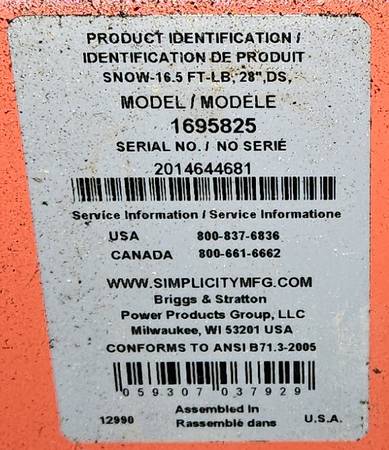 PRODUCT IDENTIFICATION /
IDENTIFICATION DE PRODUIT
SNOW-16.5 FT-LB, 28",DS,
MODEL / MODÈLE
1695825
SERIAL NO. / NO SERIÉ
2014644681
Service Information / Service Informatione
USA 800-837-6836
CANADA 800-661-6662
WWW.SIMPLICITYMFG.COM
Briggs & Stratton
Power Products Group, LLC
Milwaukee, WI 53201 USA
CONFORMS TO ANSI B71.3-2005
0 59307 03792 9
12990 Assembled In U.S.A.
Rassemblé dans